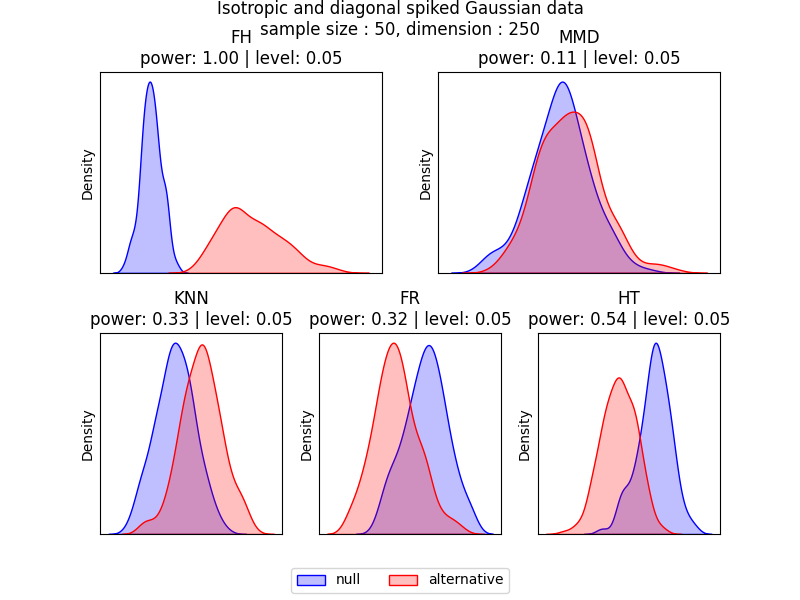 Isotropic and diagonal spiked Gaussian data
sample size : 50, dimension : 250
FH
power: 1.00 | level: 0.05
MMD
power: 0.11 | level: 0.05
Density
Density
KNN
power: 0.33 | level: 0.05
FR
power: 0.32 | level: 0.05
HT
power: 0.54 | level: 0.05
Density
Density
Density
null
alternative